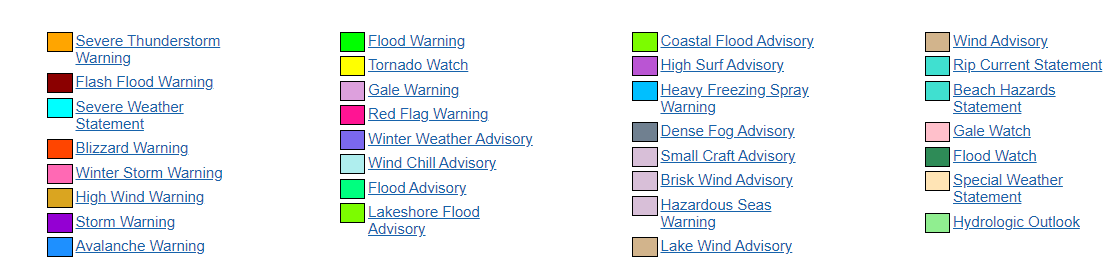 Severe Thunderstorm
Warning
Flash Flood Warning
Severe Weather
Statement
Blizzard Warning
Winter Storm Warning
High Wind Warning
Storm Warning
Avalanche Warning
Flood Warning
Tornado Watch
Gale Warning
Red Flag Warning
Winter Weather Advisory
Wind Chill Advisory
Flood Advisory
Lakeshore Flood
Advisory
Coastal Flood Advisory
High Surf Advisory
Heavy Freezing Spray
Warning
Dense Fog Advisory
Small Craft Advisory
Brisk Wind Advisory
Hazardous Seas
Warning
Lake Wind Advisory
Wind Advisory
Rip Current Statement
Beach Hazards
Statement
Gale Watch
Flood Watch
Special Weather
Statement
Hydrologic Outlook